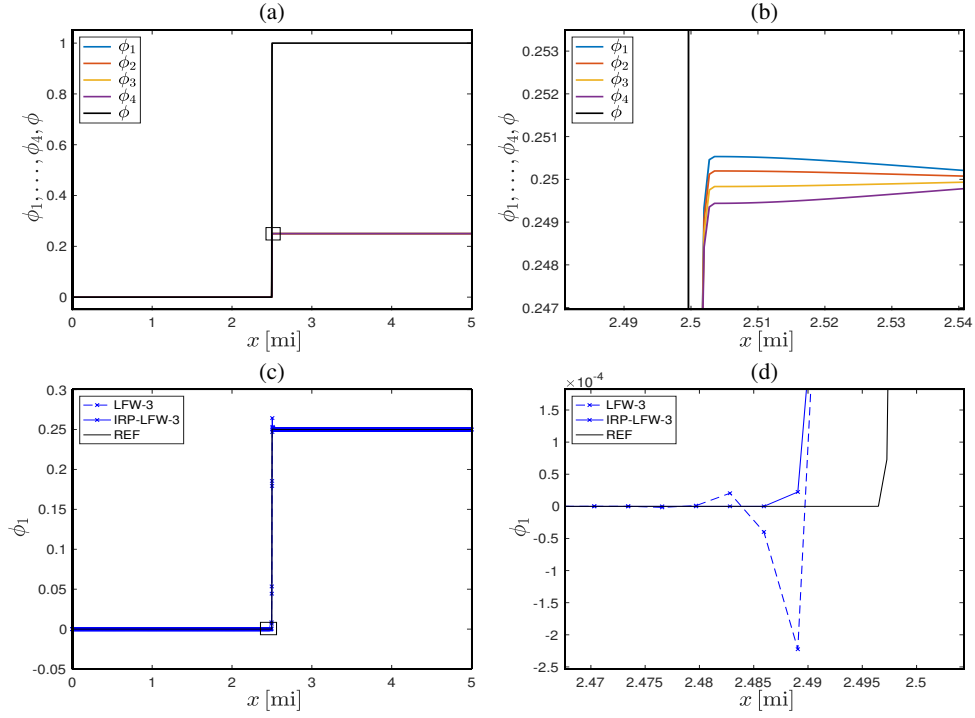 (a)
ϕ1, . . . , ϕ4, ϕ
1
0.8
0.6
0.4
0.2
0
ϕ1
ϕ2
ϕ3
ϕ4
ϕ
0 1 2 3 4 5
x [mi]
(b)
ϕ1, . . . , ϕ4, ϕ
0.253
0.252
0.251
0.25
0.249
0.248
0.247
ϕ1
ϕ2
ϕ3
ϕ4
ϕ
2.49 2.5 2.51 2.52 2.53 2.54
x [mi]
(c)
ϕ1
0.3
0.25
0.20
0.15
0.10
0.05
0
-0.05
LFW-3
IRP-LFW-3
REF
0 1 2 3 4 5
x [mi]
(d)
×10-4
ϕ1
1.5
1
0.5
0
-0.5
-1
-1.5
-2
-2.5
LFW-3
IRP-LFW-3
REF
2.47 2.475 2.48 2.485 2.49 2.495 2.5
x [mi]